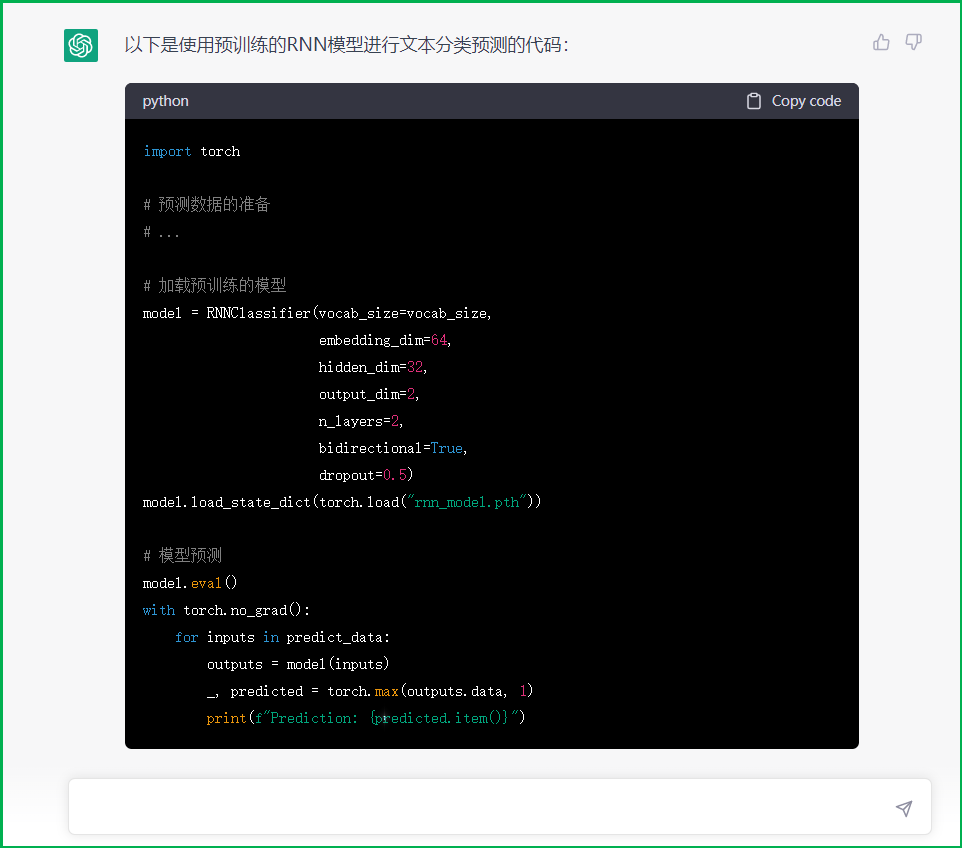 以下是使用预训练的RNN模型进行文本分类预测的代码：
python
Copy code
import torch
# 预测数据的准备
# ...
# 加载预训练的模型
model = RNNClassifier(vocab_size=vocab_size,
embedding_dim=64,
hidden_dim=32,
output_dim=2,
n_layers=2,
bidirectional=True,
dropout=0.5)
model.load_state_dict(torch.load("rnn_model.pth"))
# 模型预测
model.eval()
with torch.no_grad():
for inputs in predict_data:
outputs = model(inputs)
_, predicted = torch.max(outputs.data, 1)
print(f"Prediction: {predicted.item()}")